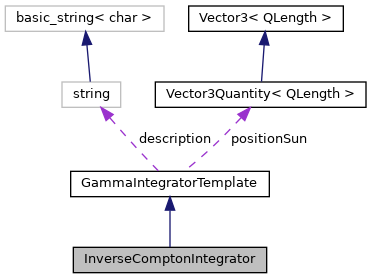 basic_string< char >
Vector3< QLength >
string
Vector3Quantity< QLength >
description
positionSun
GammaIntegratorTemplate
InverseComptonIntegrator